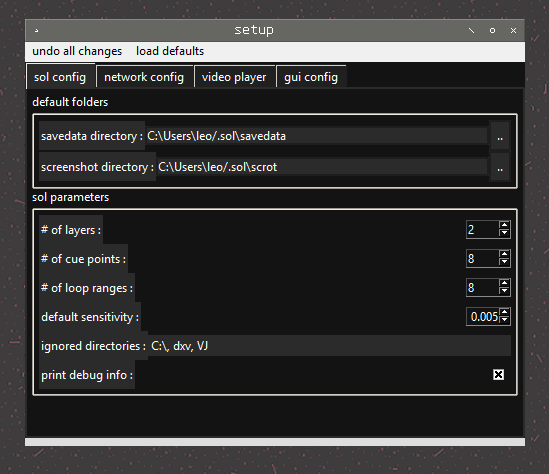 setup
undo all changes load defaults
sol config network config video player gui config
default folders
savedata directory : C:\Users\leo/.sol\savedata ..
screenshot directory : C:\Users\leo/.sol\scrot ..
sol parameters
# of layers : 2
# of cue points : 8
# of loop ranges : 8
default sensitivity : 0.005
ignored directories : C:\, dxv, VJ
print debug info :